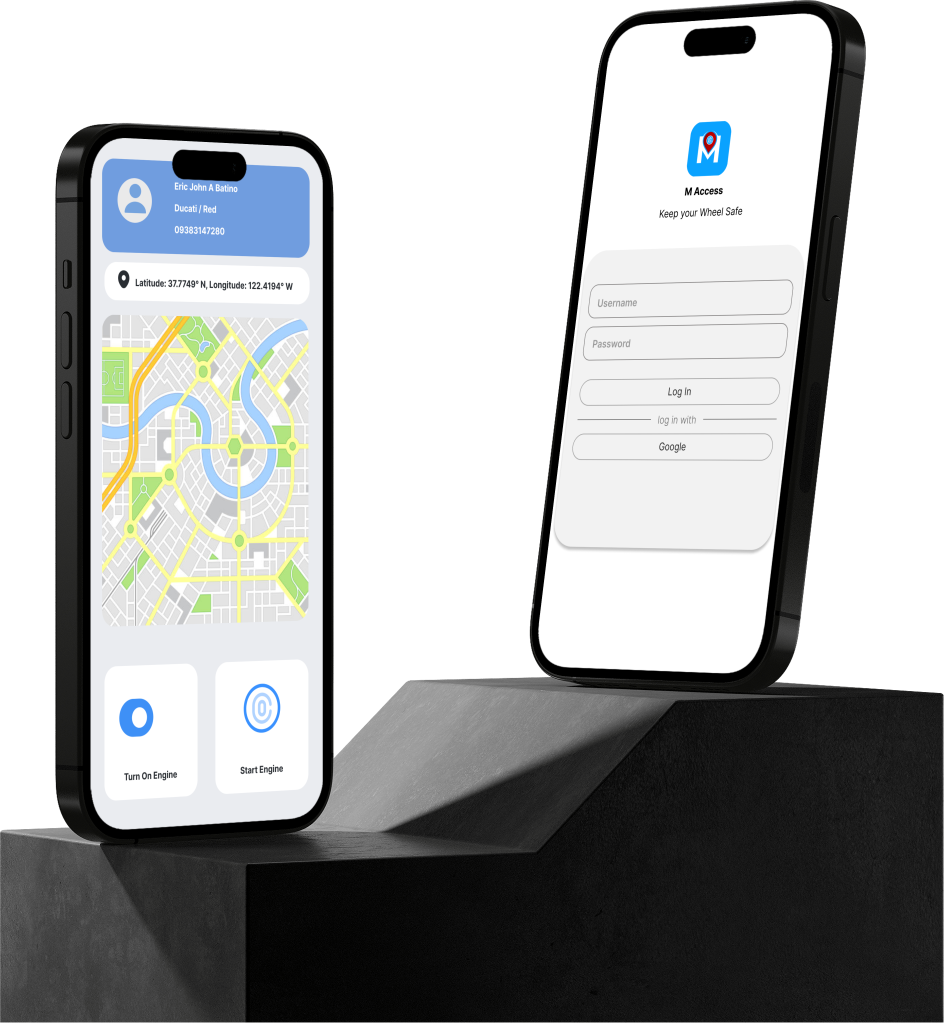 Eric John A Batino
Ducati / Red
09383147280
Latitude: 37.7749° N, Longitude: 122.4194° W
Turn On Engine
Start Engine
M
M Access
Keep your Wheel Safe
Username
Password
Log In
log in with
Google